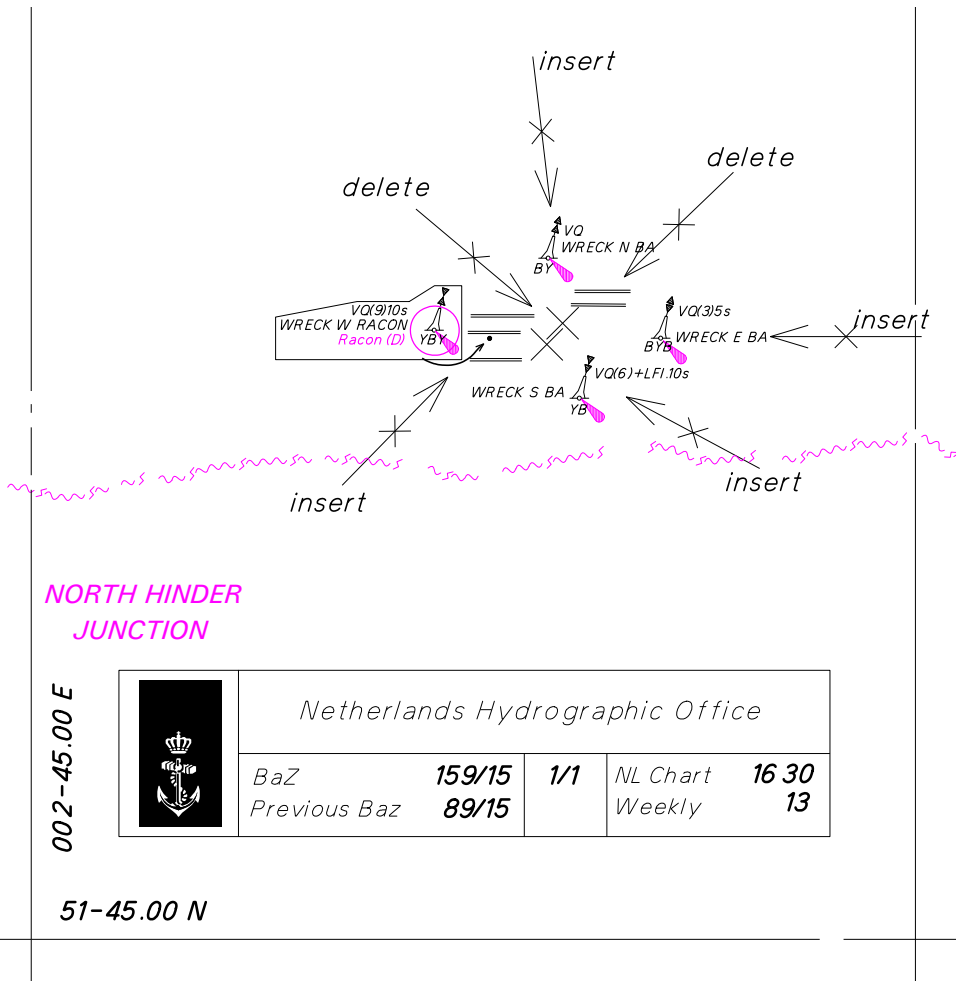 insert
delete
delete
VQ
WRECK N BA
BY
VQ(9)10s
WRECK W RACON
Racon (D)
YBY
VQ(3)5s
WRECK E BA
BYB
insert
VQ(6)+LFl.10s
WRECK S BA
YB
insert
insert
NORTH HINDER
JUNCTION
002-45.00 E
Netherlands Hydrographic Office
BaZ 159/15 1/1 NL Chart 16 30
Previous Baz 89/15 Weekly 13
51-45.00 N